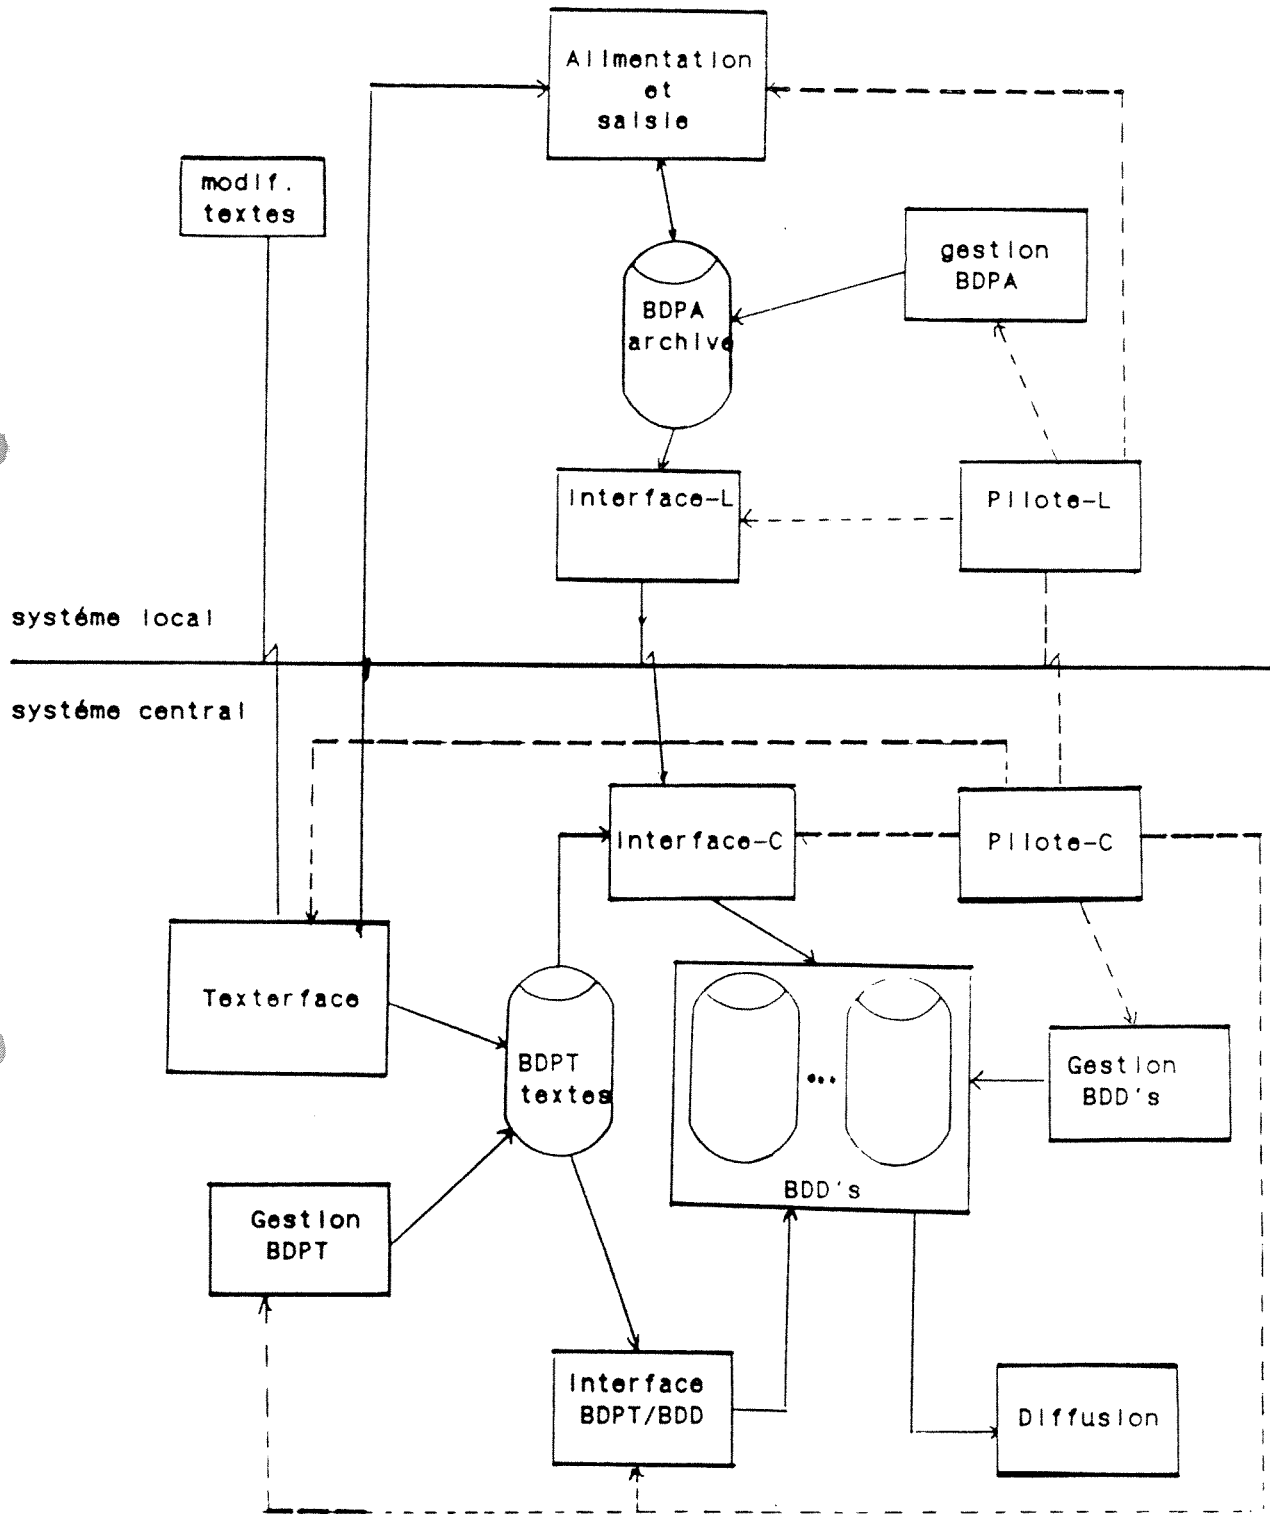 Alimentation
et
saisie
modif.
textes
gestion
BDPA
BDPA
archive
Interface-L
Pilote-L
systéme local
systéme central
Interface-C
Pilote-C
Texterface
BDPT
textes
...
Gestion
BDD's
BDD's
Gestion
BDPT
Interface
BDPT/BDD
Diffusion